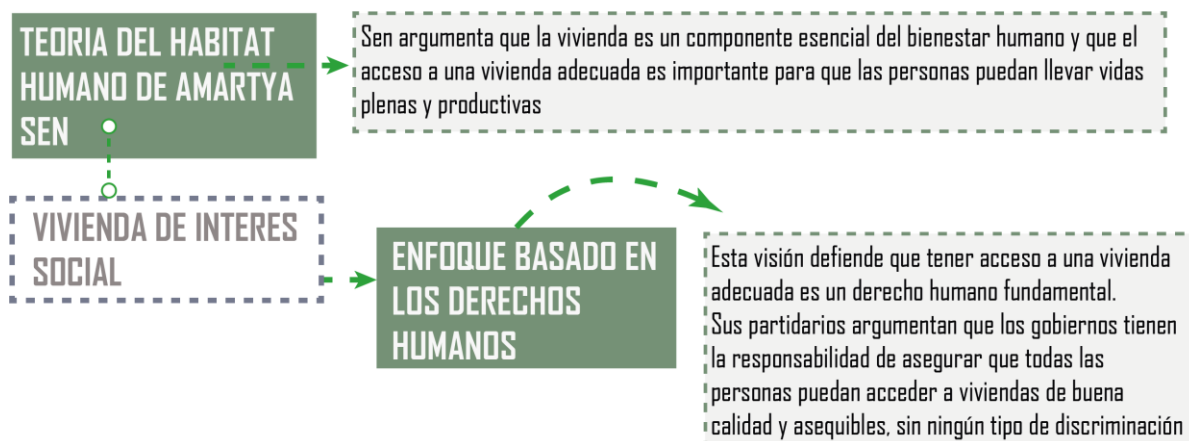 TEORIA DEL HABITAT
HUMANO DE AMARTYA
SEN
Sen argumenta que la vivienda es un componente esencial del bienestar humano y que el
acceso a una vivienda adecuada es importante para que las personas puedan llevar vidas
plenas y productivas
VIVIENDA DE INTERES
SOCIAL
ENFOQUE BASADO EN
LOS DERECHOS
HUMANOS
Esta visión defiende que tener acceso a una vivienda
adecuada es un derecho humano fundamental.
Sus partidarios argumentan que los gobiernos tienen
la responsabilidad de asegurar que todas las
personas puedan acceder a viviendas de buena
calidad y asequibles, sin ningún tipo de discriminación